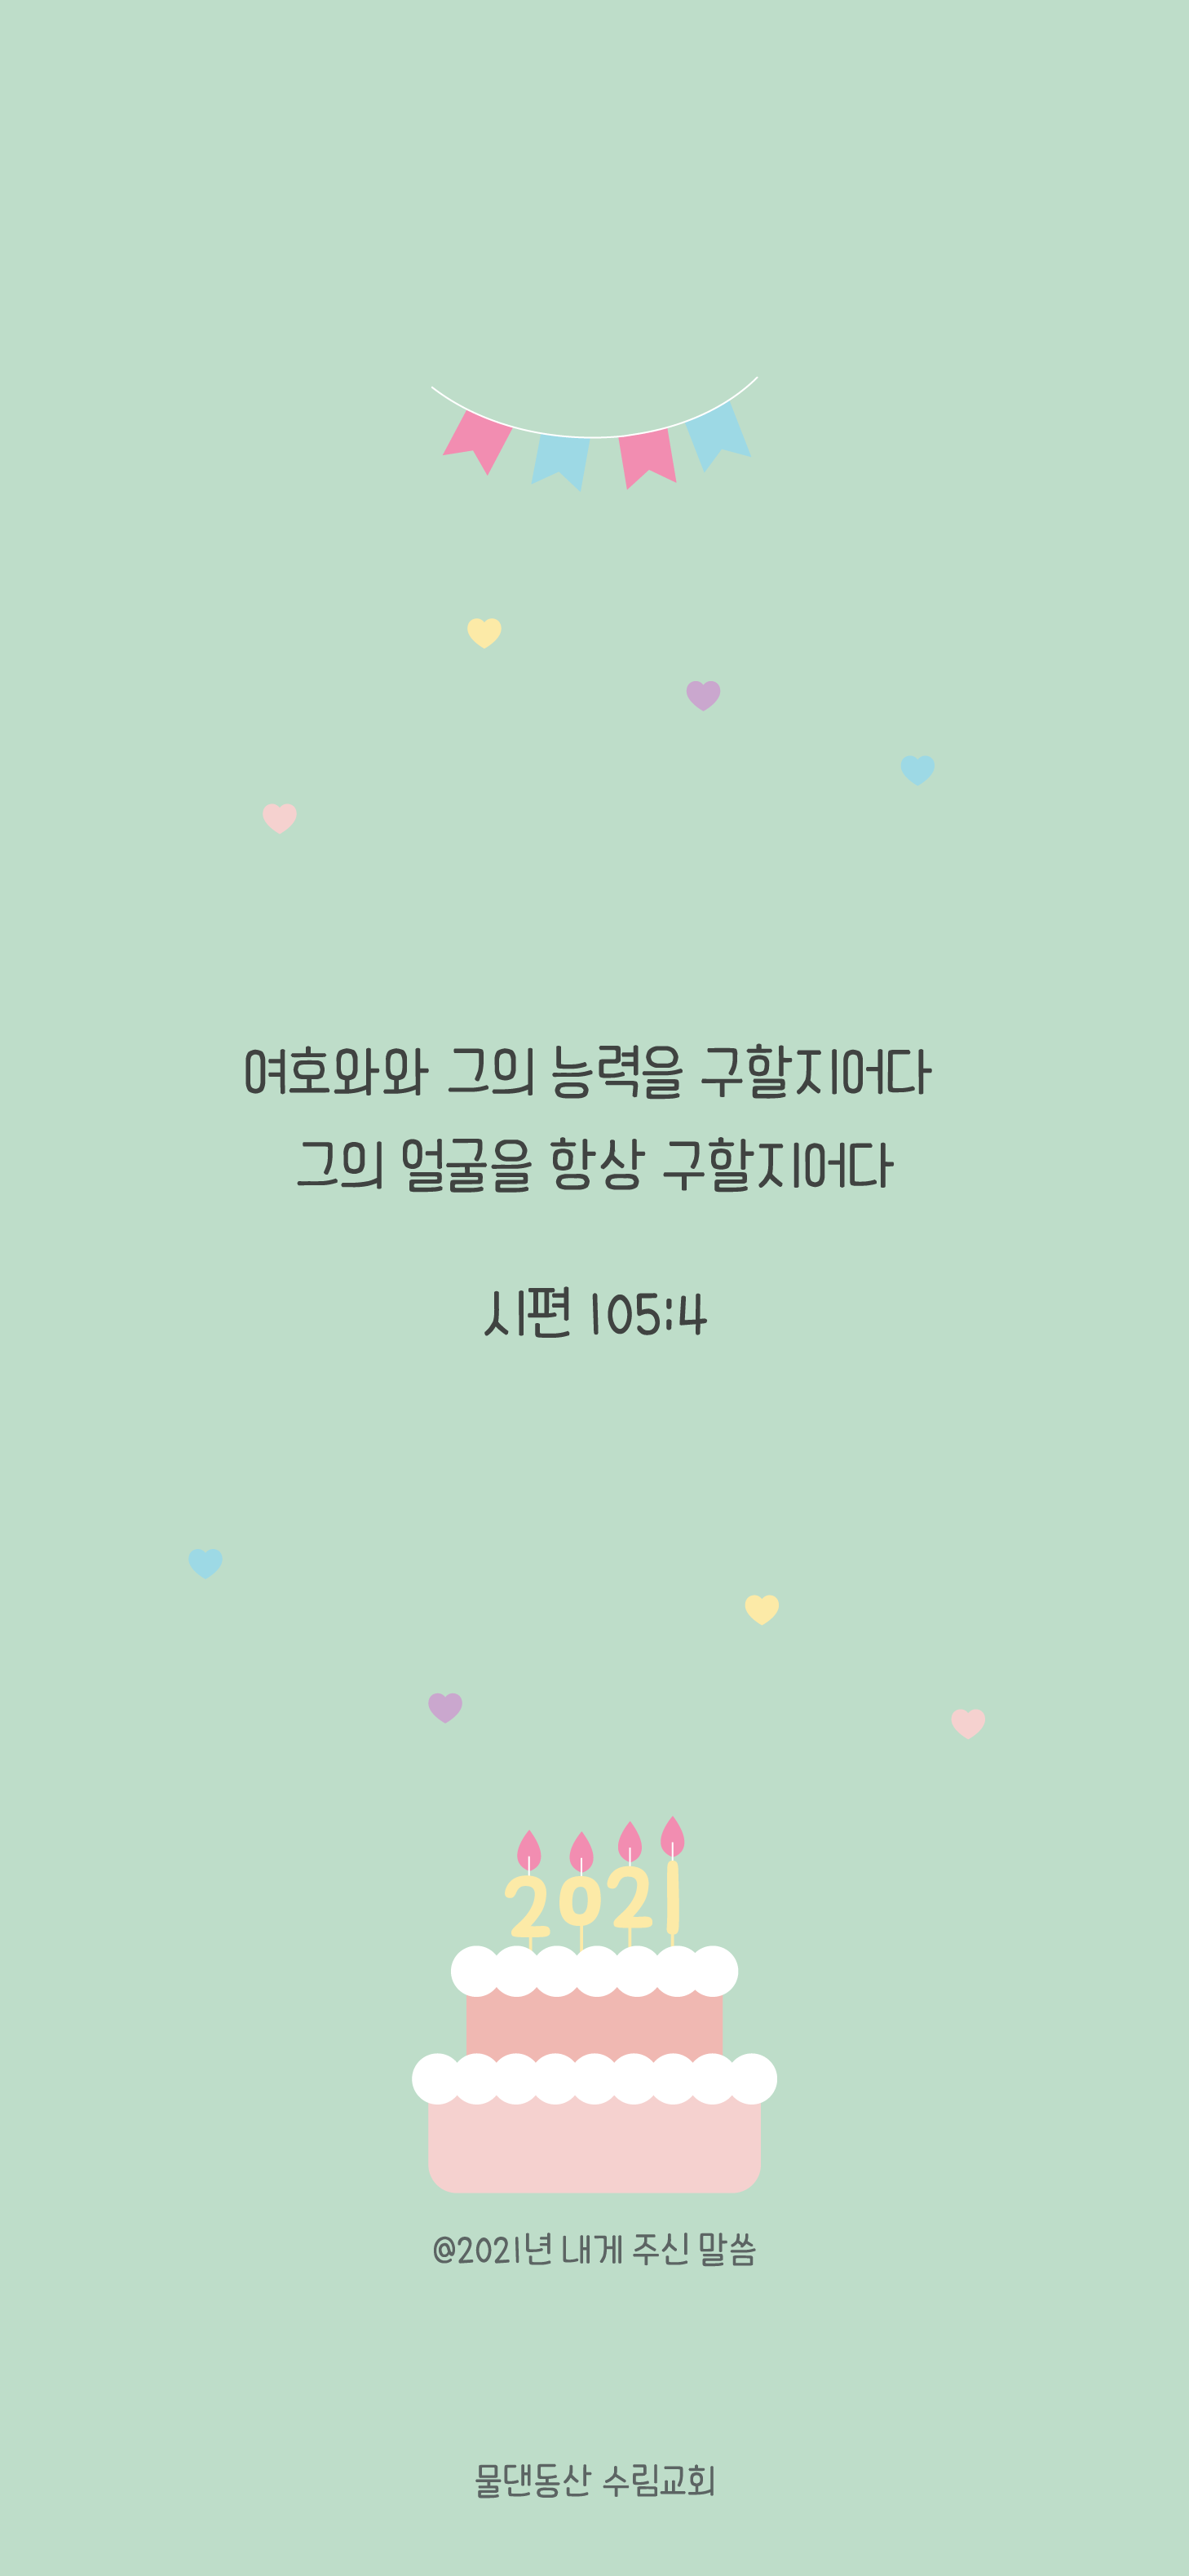 여호와와 그의 능력을 구할지어다
그의 얼굴을 항상 구할지어다
시편 105:4
2021
@2021년 내게 주신 말씀
물댄동산 수림교회